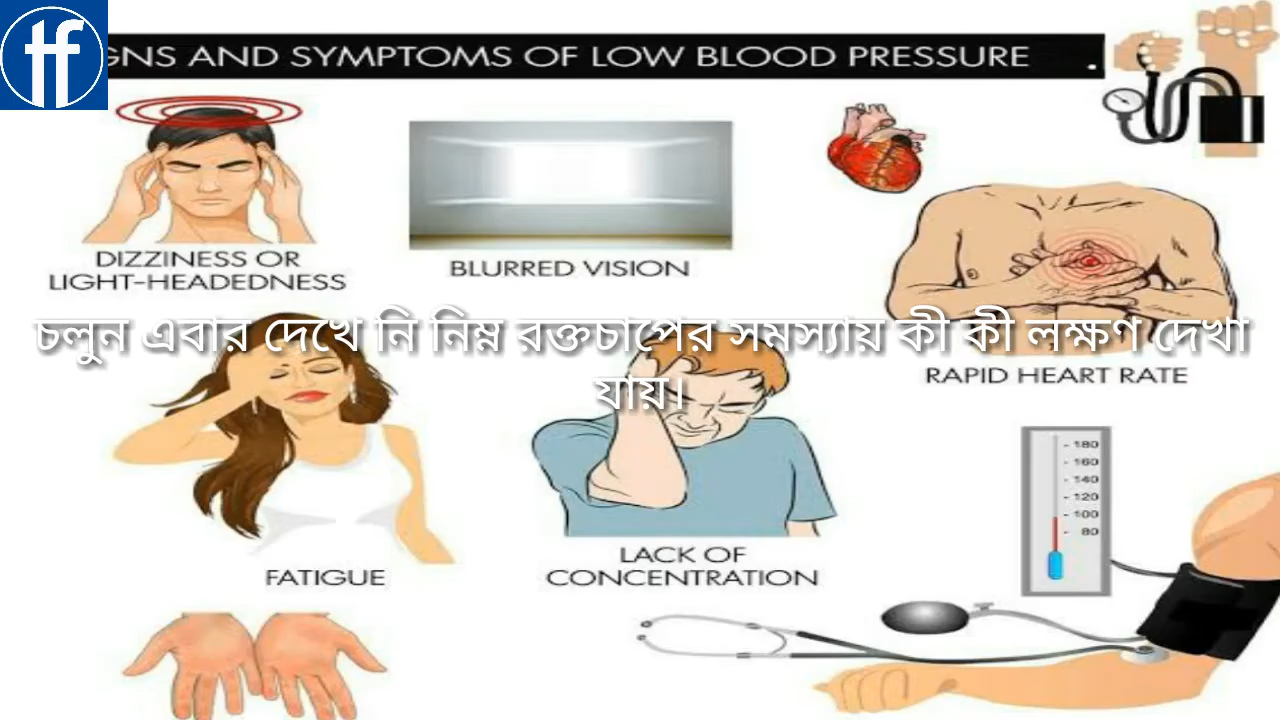 tf
GNS AND SYMPTOMS OF LOW BLOOD PRESSURE .
DIZZINESS OR
LIGHT-HEADEDNESS
BLURRED VISION
চলুন এবার দেখে নি নিম্ন রক্তচাপের সমস্যায় কী কী লক্ষণ দেখা
যায়।
RAPID HEART RATE
- 180
- 160
- 140
- 120
- 100
- 80
FATIGUE
LACK OF
CONCENTRATION